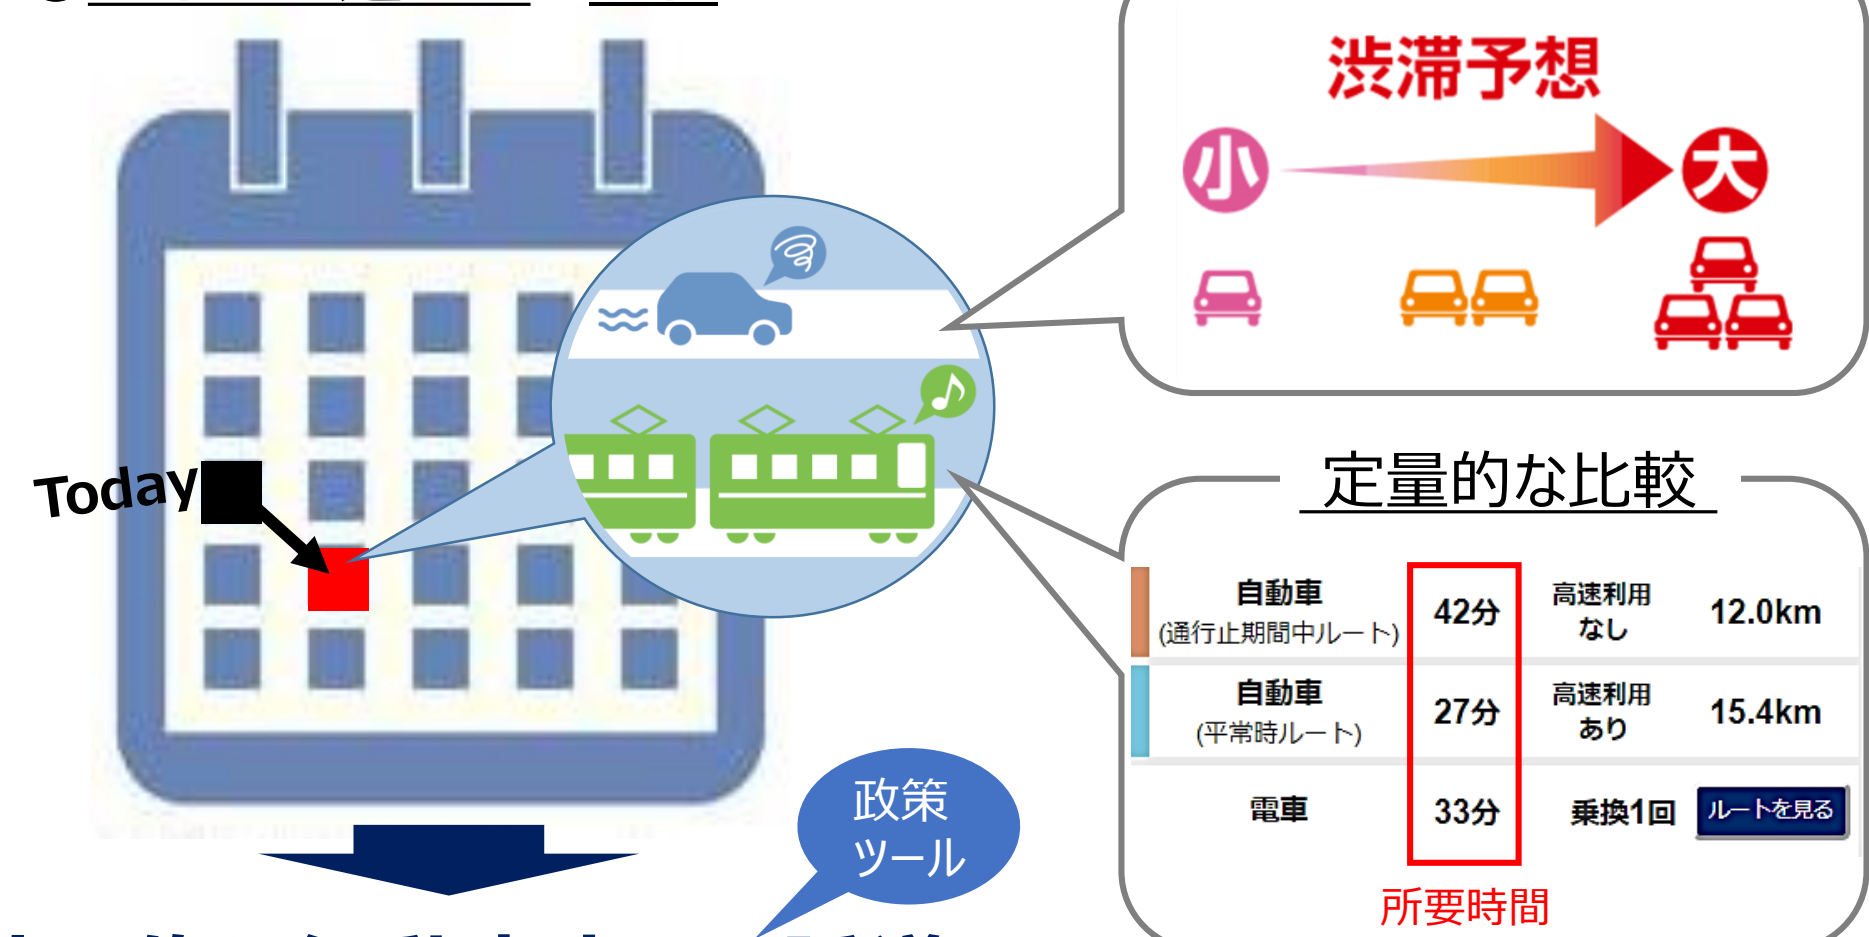 Today
渋滞予想
小
大
定量的な比較
自動車
(通行止期間中ルート)
42分
高速利用
なし
12.0km
自動車
(平常時ルート)
27分
高速利用
あり
15.4km
電車
33分
乗換1回
ルートを見る
所要時間
政策
ツール